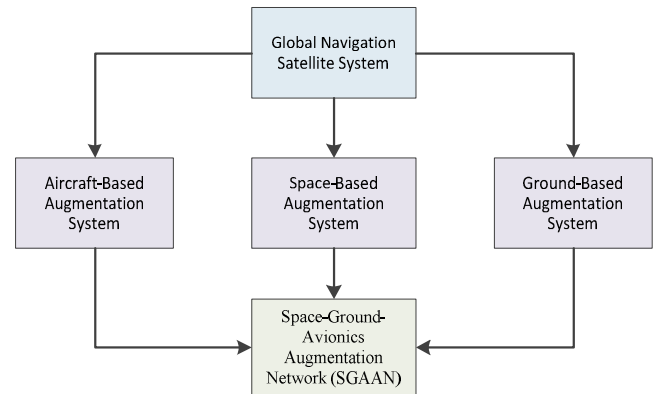 Global Navigation
Satellite System
Aircraft-Based
Augmentation
System
Space-Based
Augmentation
System
Ground-Based
Augmentation
System
Space-Ground-
Avionics
Augmentation
Network (SGAAN)